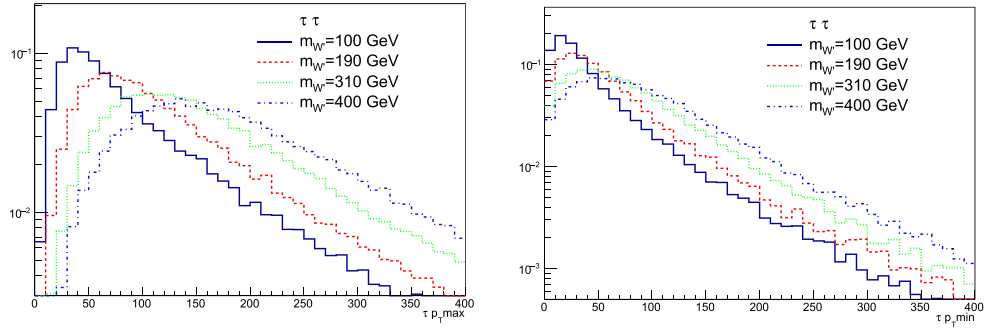 τ τ
m_W'=100 GeV
m_W'=190 GeV
m_W'=310 GeV
m_W'=400 GeV
10⁻¹
10⁻²
0 50 100 150 200 250 300 350 400
τ p_T max
τ τ
m_W'=100 GeV
m_W'=190 GeV
m_W'=310 GeV
m_W'=400 GeV
10⁻¹
10⁻²
10⁻³
0 50 100 150 200 250 300 350 400
τ p_T min